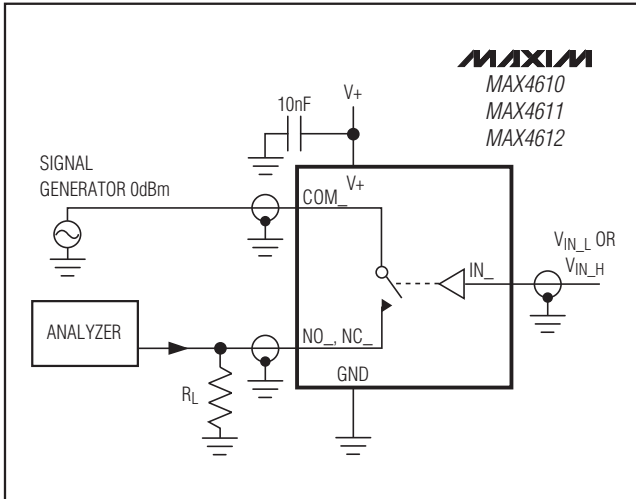 MAXIM
MAX4610
MAX4611
MAX4612
10nF
V+
V+
SIGNAL
GENERATOR 0dBm
COM_
V_IN_L OR
V_IN_H
IN_
ANALYZER
NO_, NC_
GND
R_L